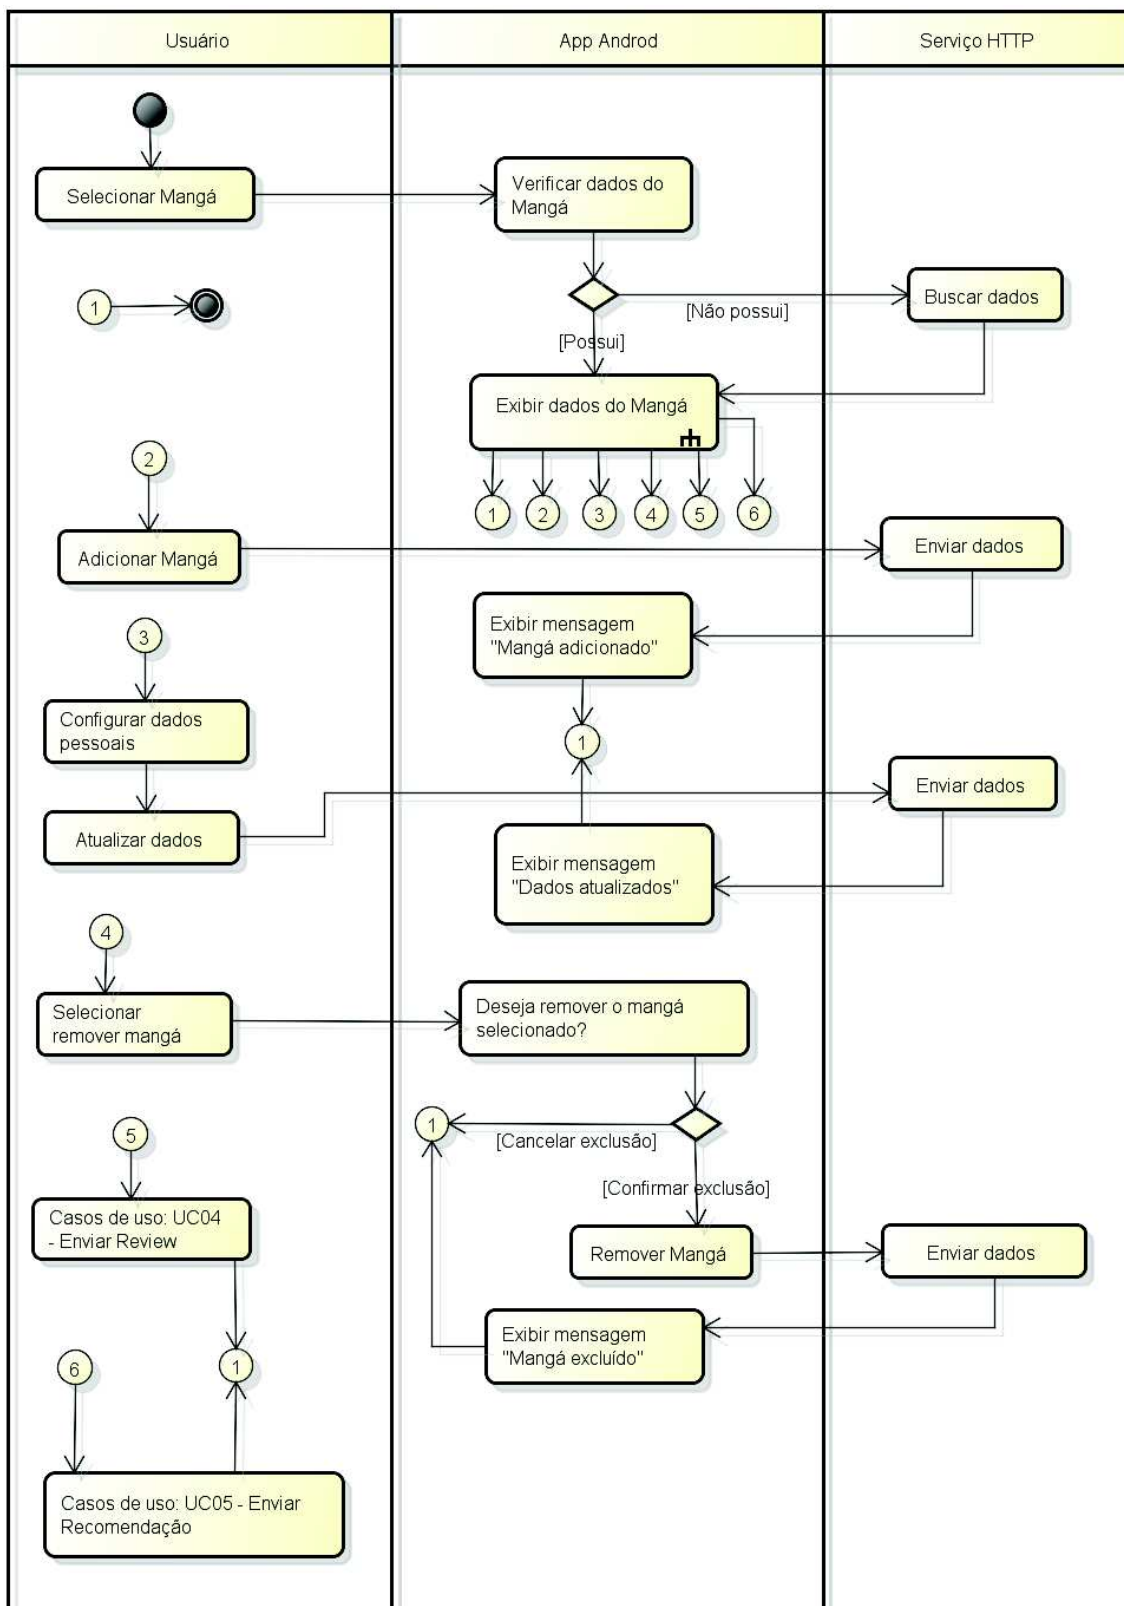 Usuário
App Androd
Serviço HTTP
Selecionar Mangá
Verificar dados do
Mangá
1
[Não possui]
Buscar dados
[Possui]
Exibir dados do Mangá
1
2
3
4
5
6
2
Adicionar Mangá
Enviar dados
Exibir mensagem
"Mangá adicionado"
1
3
Configurar dados
pessoais
Atualizar dados
Enviar dados
Exibir mensagem
"Dados atualizados"
4
Selecionar
remover mangá
Deseja remover o mangá
selecionado?
1
[Cancelar exclusão]
[Confirmar exclusão]
Remover Mangá
Enviar dados
Exibir mensagem
"Mangá excluído"
5
Casos de uso: UC04
- Enviar Review
6
1
Casos de uso: UC05 - Enviar
Recomendação